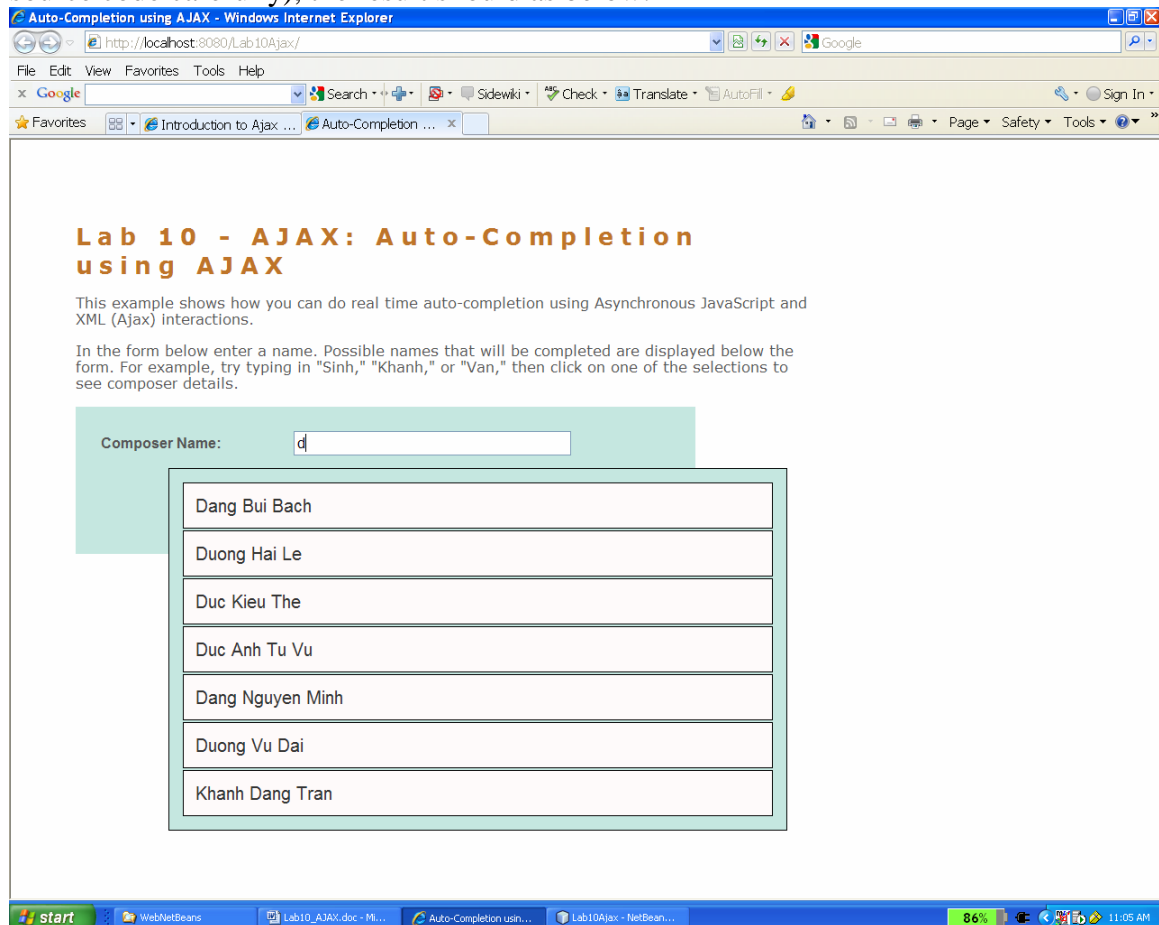 Auto-Completion using AJAX - Windows Internet Explorer
http://localhost:8080/Lab10Ajax/
Google
File Edit View Favorites Tools Help
x Google Search Sidewiki Check Translate AutoFill Sign In
Favorites Introduction to Ajax ... Auto-Completion ... x Page Safety Tools »
Lab 10 - AJAX: Auto-Completion
using AJAX
This example shows how you can do real time auto-completion using Asynchronous JavaScript and
XML (Ajax) interactions.
In the form below enter a name. Possible names that will be completed are displayed below the
form. For example, try typing in "Sinh," "Khanh," or "Van," then click on one of the selections to
see composer details.
Composer Name: d
Dang Bui Bach
Duong Hai Le
Duc Kieu The
Duc Anh Tu Vu
Dang Nguyen Minh
Duong Vu Dai
Khanh Dang Tran
start WebNetBeans Lab10_AJAX.doc - Mi... Auto-Completion usin... Lab10Ajax - NetBean... 86% 11:05 AM